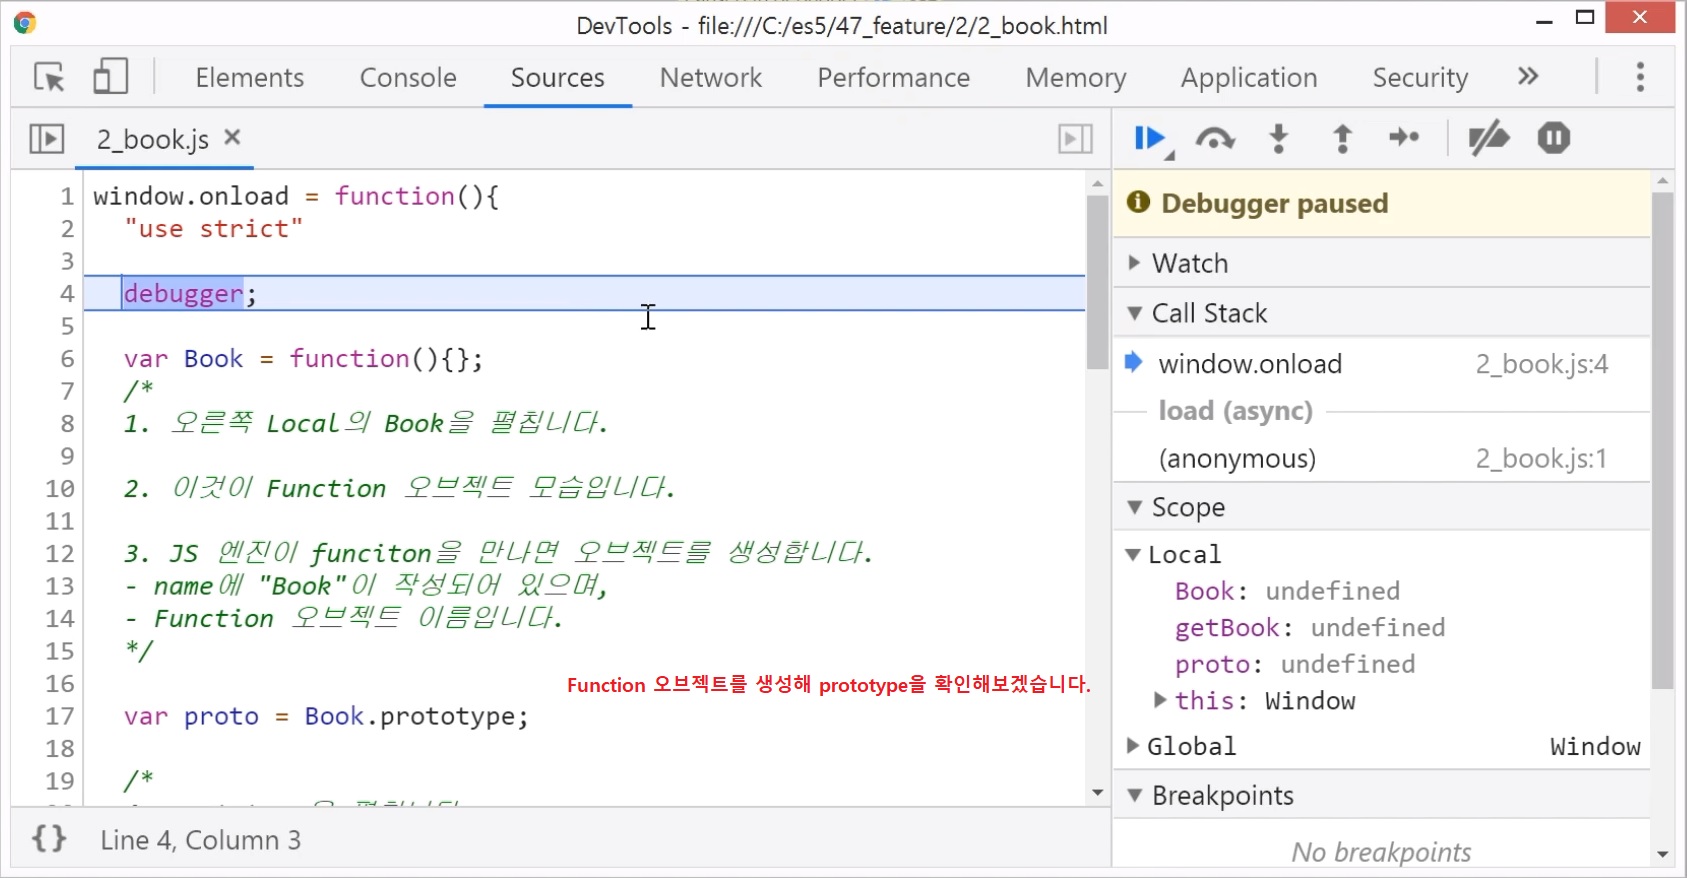 DevTools - file:///C:/es5/47_feature/2/2_book.html
Elements Console Sources Network Performance Memory Application Security »
2_book.js ×
1 window.onload = function(){
2 "use strict"
3
4 debugger;
5
6 var Book = function(){};
7 /*
8 1. 오른쪽 Local의 Book을 펼칩니다.
9
10 2. 이것이 Function 오브젝트 모습입니다.
11
12 3. JS 엔진이 funciton을 만나면 오브젝트를 생성합니다.
13 - name에 "Book"이 작성되어 있으며,
14 - Function 오브젝트 이름입니다.
15 */
16
Function 오브젝트를 생성해 prototype을 확인해보겠습니다.
17 var proto = Book.prototype;
18
19 /*
{} Line 4, Column 3
Debugger paused
Watch
Call Stack
window.onload 2_book.js:4
load (async)
(anonymous) 2_book.js:1
Scope
Local
Book: undefined
getBook: undefined
proto: undefined
this: Window
Global Window
Breakpoints
No breakpoints